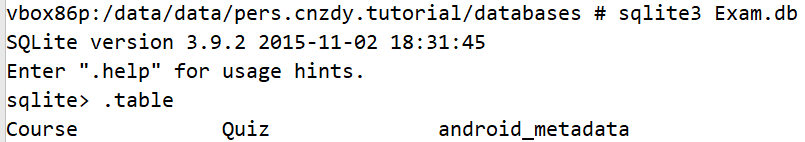 vbox86p:/data/data/pers.cnzdy.tutorial/databases # sqlite3 Exam.db
SQLite version 3.9.2 2015-11-02 18:31:45
Enter ".help" for usage hints.
sqlite> .table
Course Quiz android_metadata